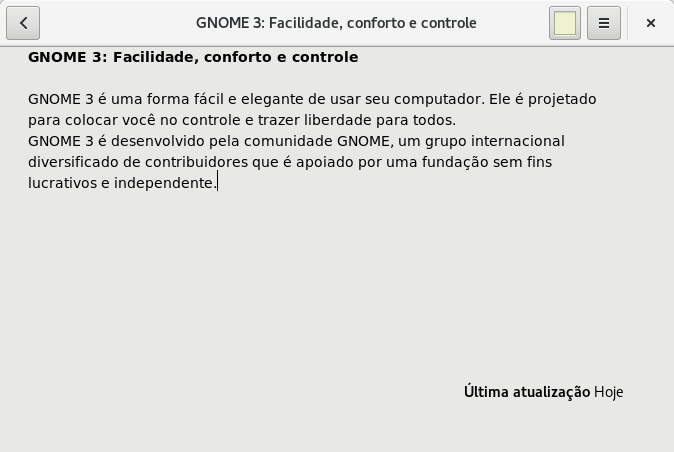 GNOME 3: Facilidade, conforto e controle
GNOME 3: Facilidade, conforto e controle
GNOME 3 é uma forma fácil e elegante de usar seu computador. Ele é projetado
para colocar você no controle e trazer liberdade para todos.
GNOME 3 é desenvolvido pela comunidade GNOME, um grupo internacional
diversificado de contribuidores que é apoiado por uma fundação sem fins
lucrativos e independente.
Última atualização Hoje